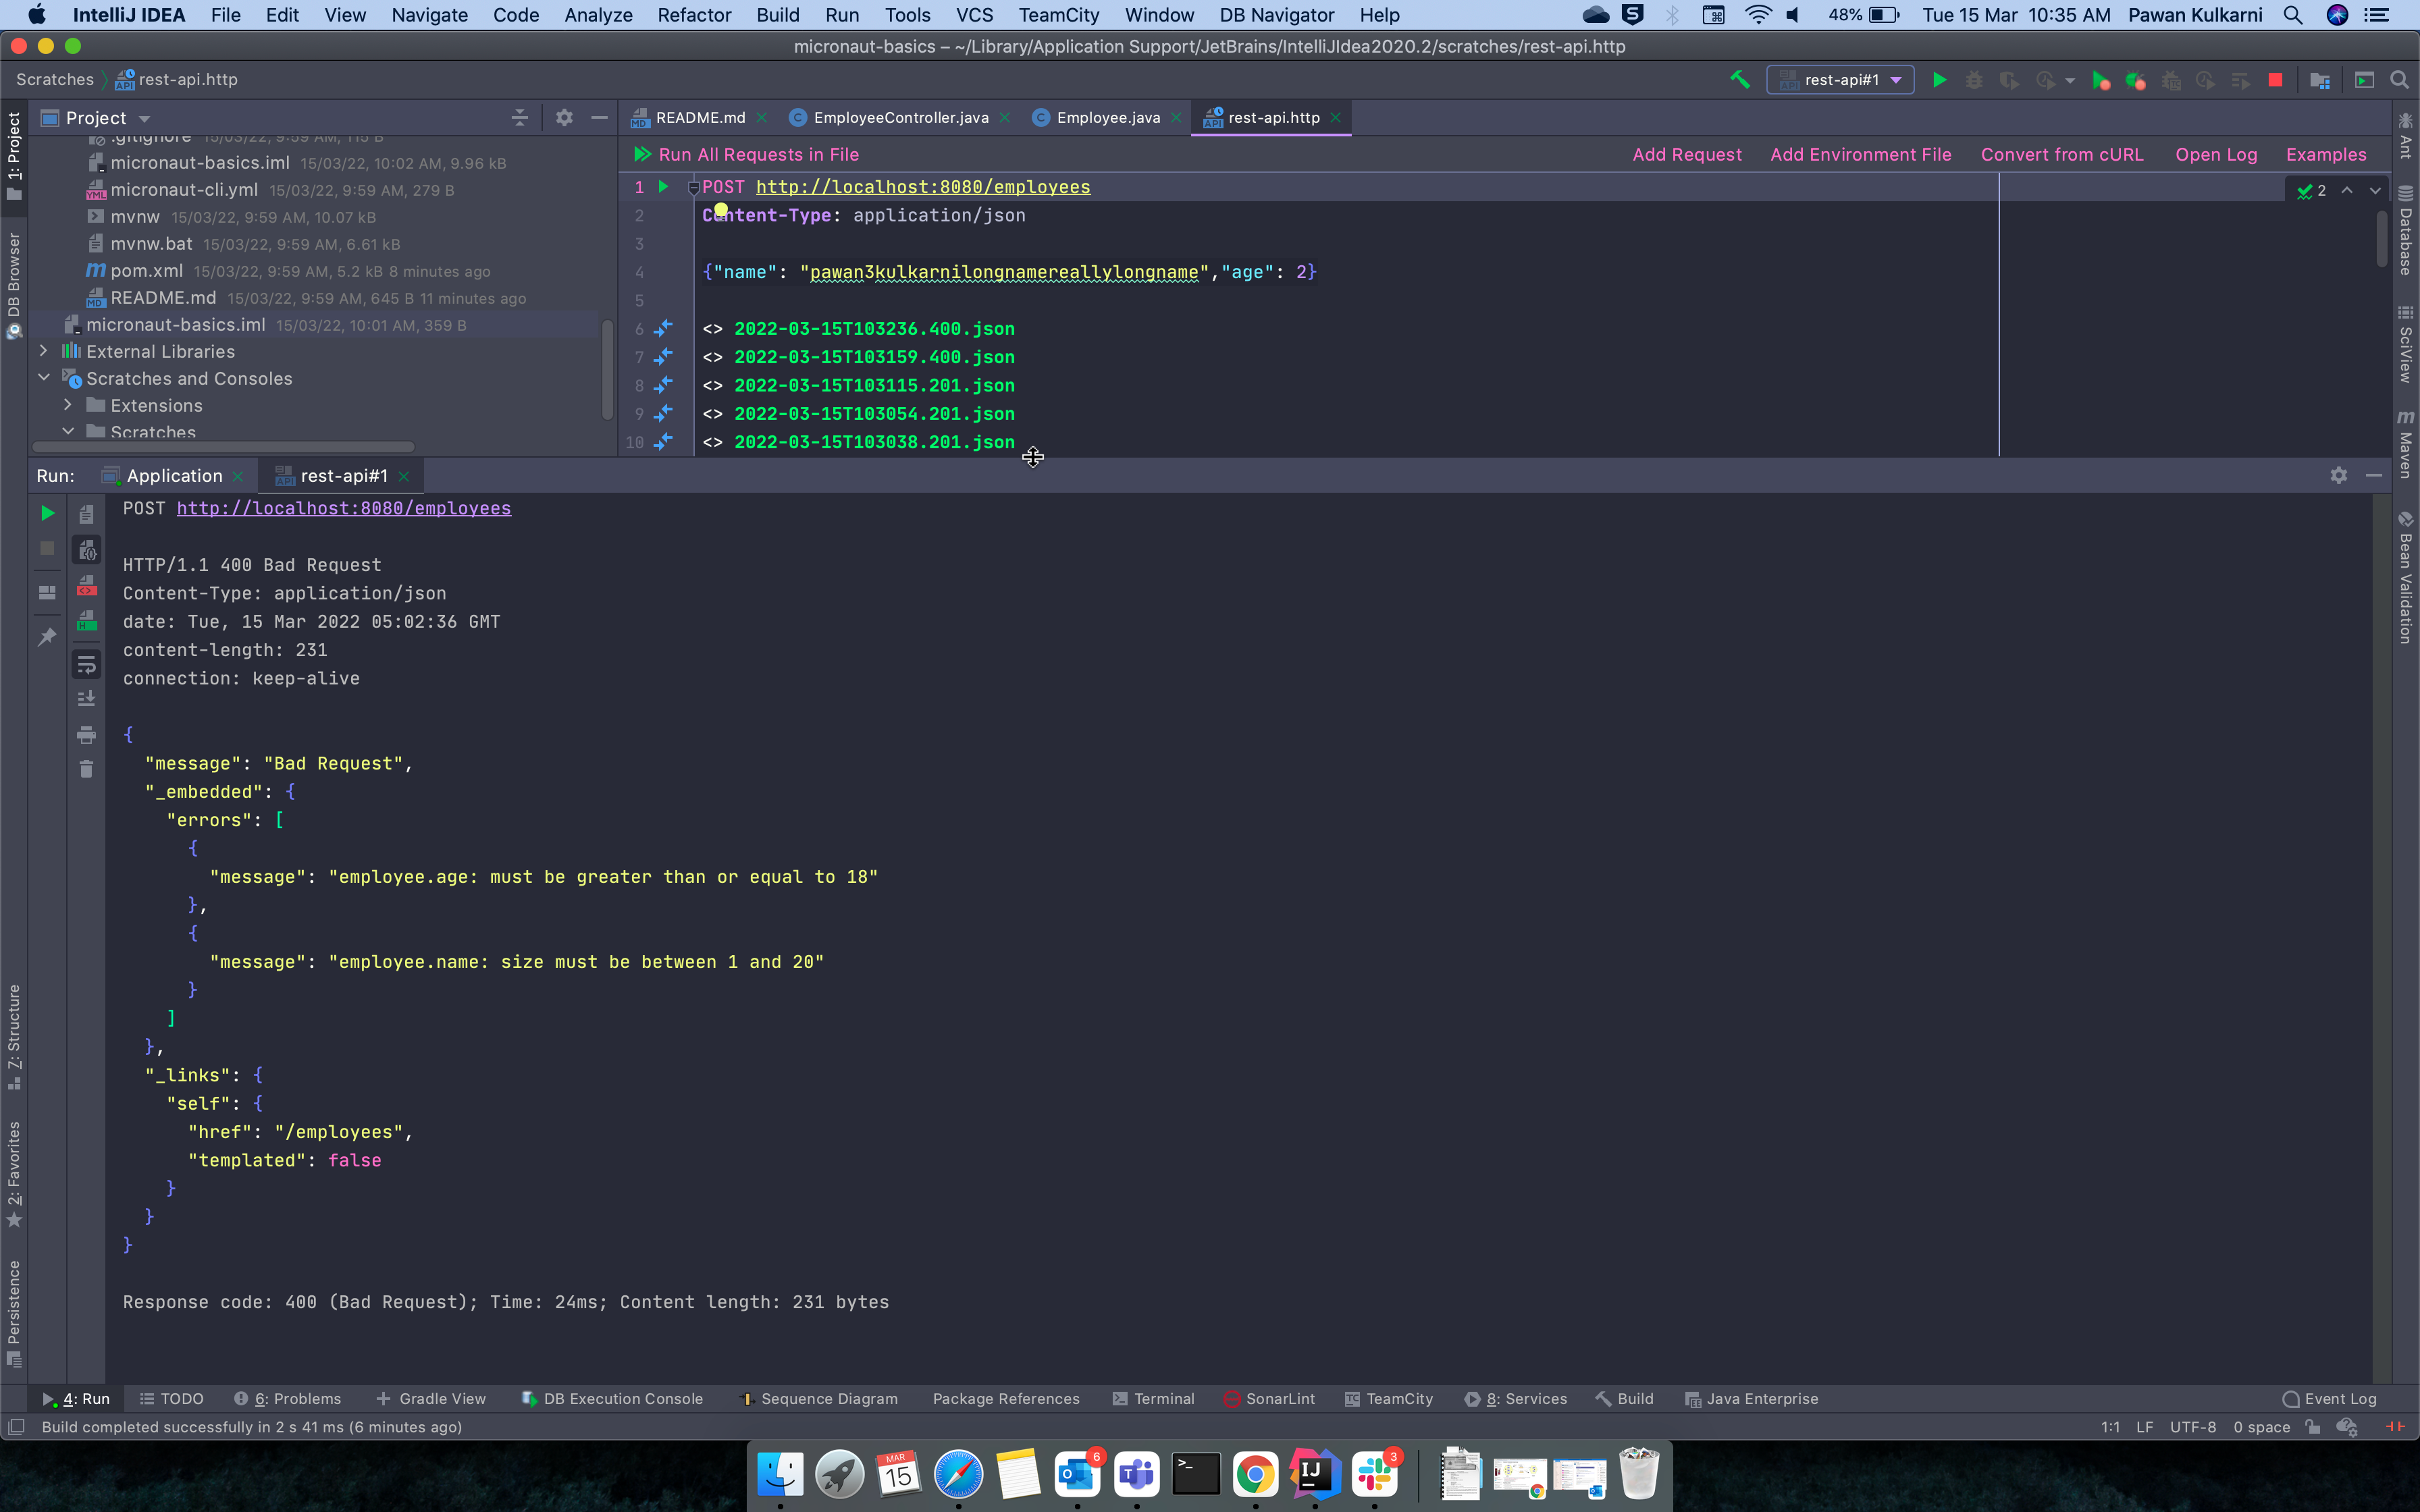 IntelliJ IDEA File Edit View Navigate Code Analyze Refactor Build Run Tools VCS TeamCity Window DB Navigator Help 48% Tue 15 Mar 10:35 AM Pawan Kulkarni
micronaut-basics – ~/Library/Application Support/JetBrains/IntelliJIdea2020.2/scratches/rest-api.http
Scratches rest-api.http rest-api#1
Project
README.md EmployeeController.java Employee.java rest-api.http
.gitignore 15/03/22, 9:59 AM, 115 B
micronaut-basics.iml 15/03/22, 10:02 AM, 9.96 kB
micronaut-cli.yml 15/03/22, 9:59 AM, 279 B
mvnw 15/03/22, 9:59 AM, 10.07 kB
mvnw.bat 15/03/22, 9:59 AM, 6.61 kB
pom.xml 15/03/22, 9:59 AM, 5.2 kB 8 minutes ago
README.md 15/03/22, 9:59 AM, 645 B 11 minutes ago
micronaut-basics.iml 15/03/22, 10:01 AM, 359 B
External Libraries
Scratches and Consoles
Extensions
Scratches
Run All Requests in File Add Request Add Environment File Convert from cURL Open Log Examples
1 POST http://localhost:8080/employees 2
2 Content-Type: application/json
3
4 {"name": "pawan3kulkarnilongnamereallylongname","age": 2}
5
6 <> 2022-03-15T103236.400.json
7 <> 2022-03-15T103159.400.json
8 <> 2022-03-15T103115.201.json
9 <> 2022-03-15T103054.201.json
10 <> 2022-03-15T103038.201.json
Run: Application rest-api#1
POST http://localhost:8080/employees
HTTP/1.1 400 Bad Request
Content-Type: application/json
date: Tue, 15 Mar 2022 05:02:36 GMT
content-length: 231
connection: keep-alive
{
"message": "Bad Request",
"_embedded": {
"errors": [
{
"message": "employee.age: must be greater than or equal to 18"
},
{
"message": "employee.name: size must be between 1 and 20"
}
]
},
"_links": {
"self": {
"href": "/employees",
"templated": false
}
}
}
Response code: 400 (Bad Request); Time: 24ms; Content length: 231 bytes
1: Project
DB Browser
7: Structure
2: Favorites
Persistence
Ant
Database
SciView
Maven
Bean Validation
4: Run TODO 6: Problems Gradle View DB Execution Console Sequence Diagram Package References Terminal SonarLint TeamCity 8: Services Build Java Enterprise Event Log
Build completed successfully in 2 s 41 ms (6 minutes ago) 1:1 LF UTF-8 0 space
MAR
15
6
3
IJ